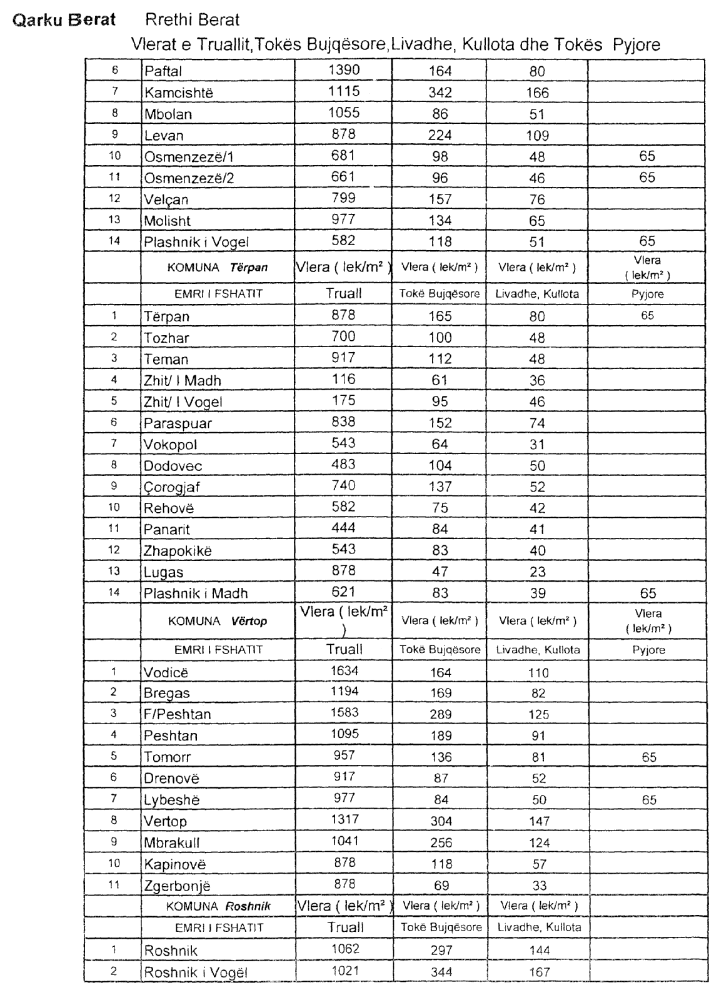 Qarku Berat Rrethi Berat
Vlerat e Truallit,Tokës Bujqësore,Livadhe, Kullota dhe Tokës Pyjore
6 Paftal 1390 164 80
7 Kamcishtë 1115 342 166
8 Mbolan 1055 86 51
9 Levan 878 224 109
10 Osmenzezë/1 681 98 48 65
11 Osmenzezë/2 661 96 46 65
12 Velçan 799 157 76
13 Molisht 977 134 65
14 Plashnik i Vogel 582 118 51 65
KOMUNA Tërpan Vlera ( lek/m² ) Vlera ( lek/m² ) Vlera ( lek/m² ) Vlera ( lek/m² )
EMRI I FSHATIT Truall Tokë Bujqësore Livadhe, Kullota Pyjore
1 Tërpan 878 165 80 65
2 Tozhar 700 100 48
3 Teman 917 112 48
4 Zhit/ I Madh 116 61 36
5 Zhit/ I Vogel 175 95 46
6 Paraspuar 838 152 74
7 Vokopol 543 64 31
8 Dodovec 483 104 50
9 Çorogjaf 740 137 52
10 Rehovë 582 75 42
11 Panarit 444 84 41
12 Zhapokikë 543 83 40
13 Lugas 878 47 23
14 Plashnik i Madh 621 83 39 65
KOMUNA Vërtop Vlera ( lek/m² ) Vlera ( lek/m² ) Vlera ( lek/m² ) Vlera ( lek/m² )
EMRI I FSHATIT Truall Tokë Bujqësore Livadhe, Kullota Pyjore
1 Vodicë 1634 164 110
2 Bregas 1194 169 82
3 F/Peshtan 1583 289 125
4 Peshtan 1095 189 91
5 Tomorr 957 136 81 65
6 Drenovë 917 87 52
7 Lybeshë 977 84 50 65
8 Vertop 1317 304 147
9 Mbrakull 1041 256 124
10 Kapinovë 878 118 57
11 Zgerbonjë 878 69 33
KOMUNA Roshnik Vlera ( lek/m² ) Vlera ( lek/m² ) Vlera ( lek/m² )
EMRI I FSHATIT Truall Tokë Bujqësore Livadhe, Kullota
1 Roshnik 1062 297 144
2 Roshnik i Vogël 1021 344 167